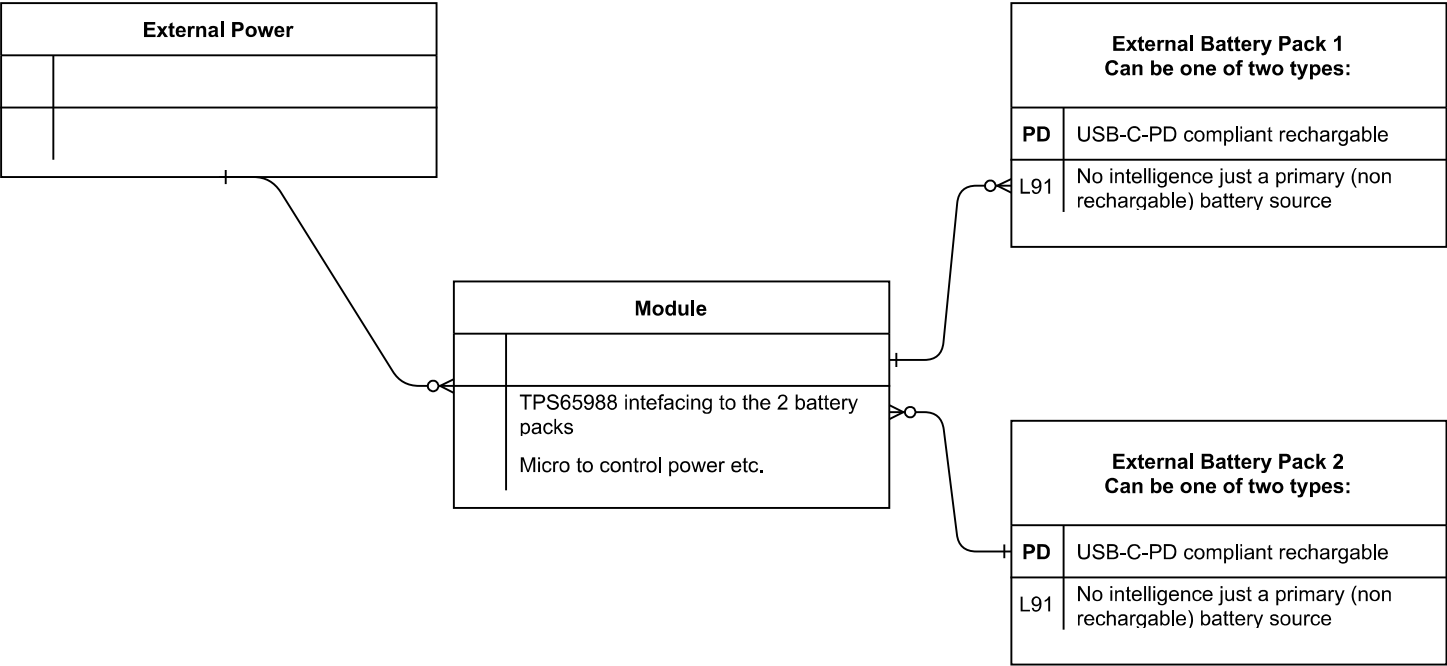 External Power
External Battery Pack 1
Can be one of two types:
PD USB-C-PD compliant rechargable
L91 No intelligence just a primary (non
rechargable) battery source
Module
TPS65988 intefacing to the 2 battery
packs
Micro to control power etc.
External Battery Pack 2
Can be one of two types:
PD USB-C-PD compliant rechargable
L91 No intelligence just a primary (non
rechargable) battery source